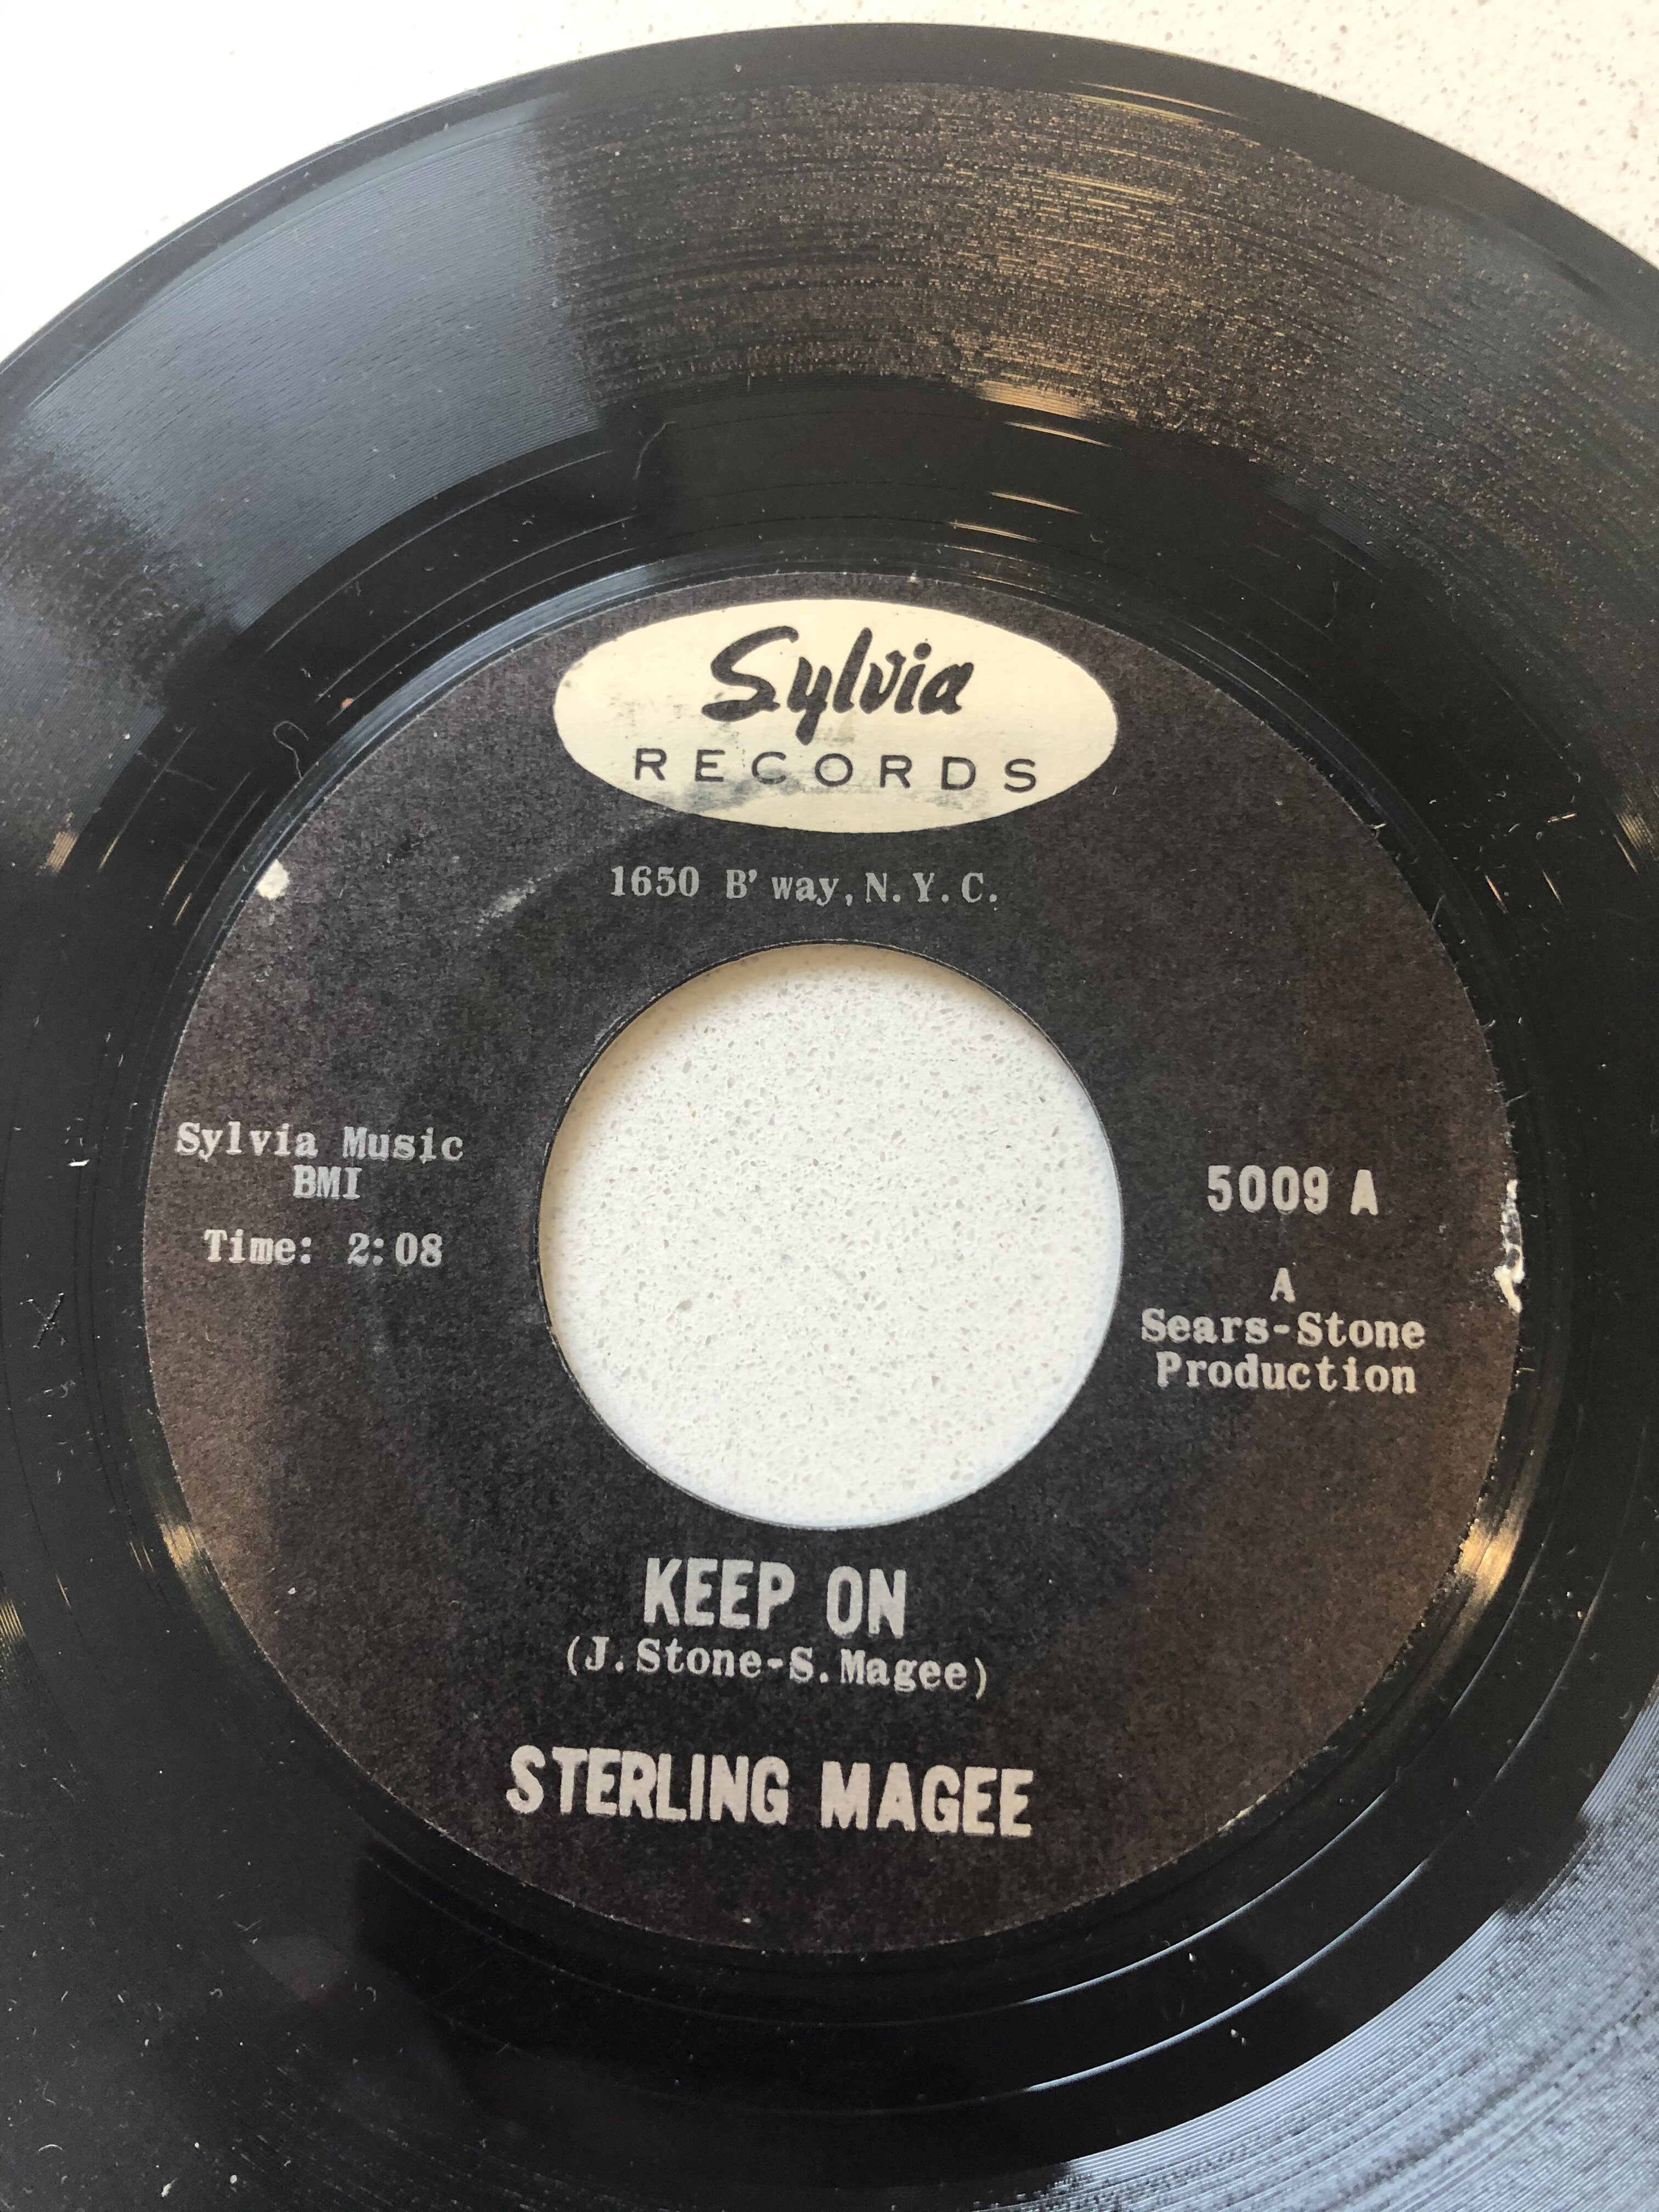 Sylvia
RECORDS
1650 B'way, N.Y.C.
Sylvia Music
BMI
Time: 2:08
5009 A
A
Sears-Stone
Production
KEEP ON
(J. Stone-S. Magee)
STERLING MAGEE